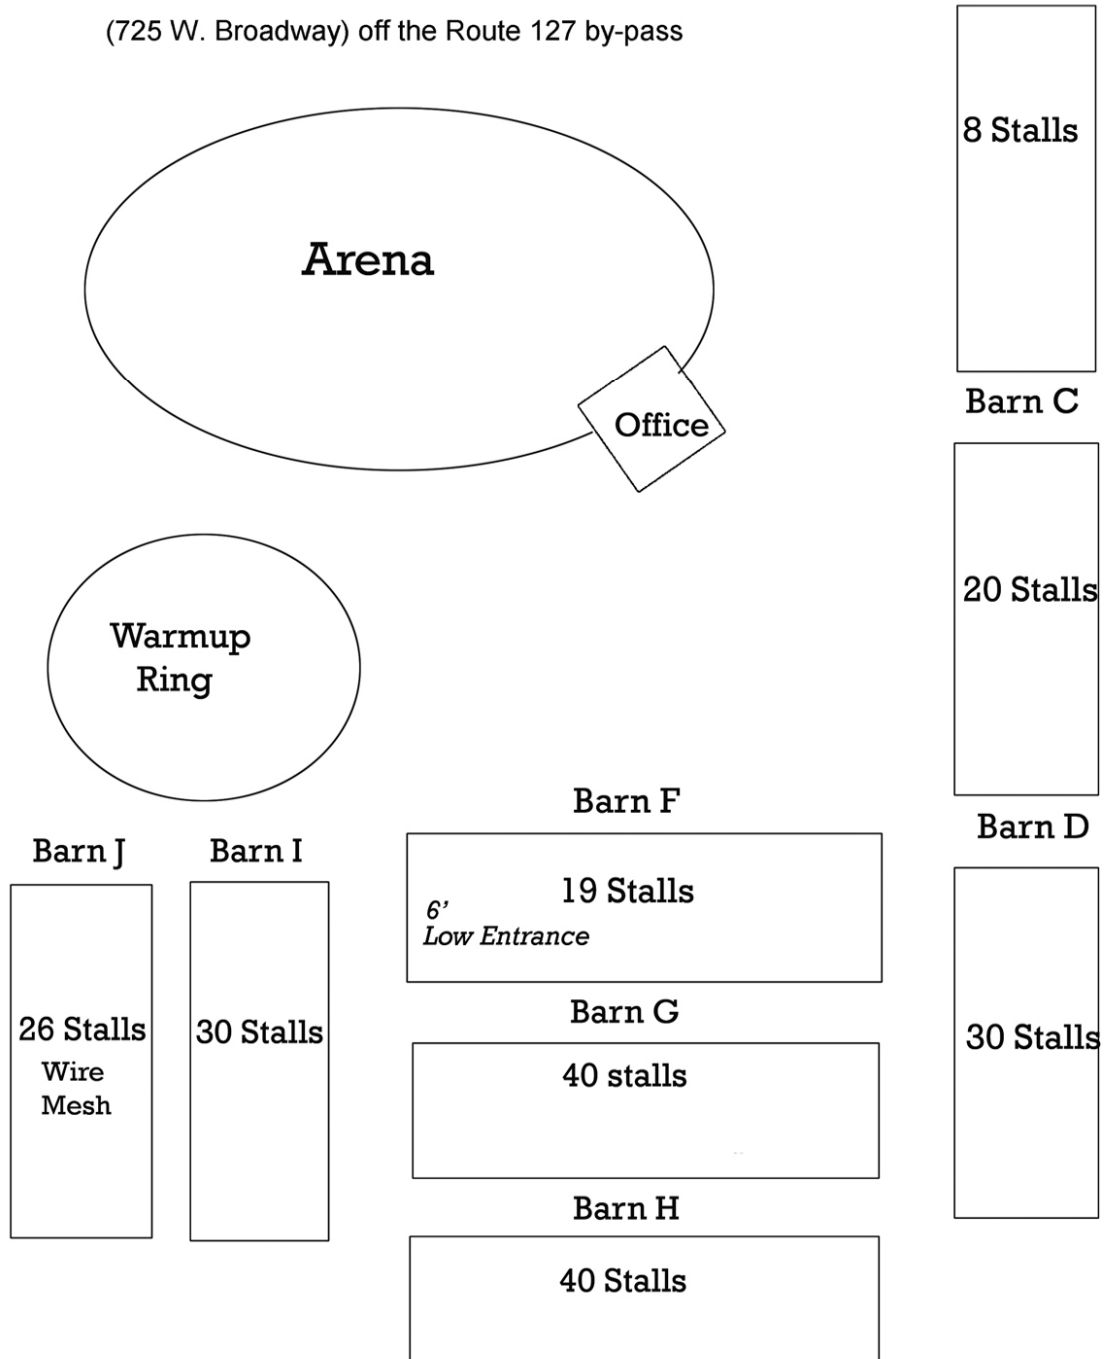 (725 W. Broadway) off the Route 127 by-pass
8 Stalls
Arena
Barn C
Office
20 Stalls
Warmup
Ring
Barn F
Barn D
Barn J
Barn I
19 Stalls
6’
Low Entrance
Barn G
26 Stalls
Wire
Mesh
30 Stalls
30 Stalls
40 stalls
Barn H
40 Stalls